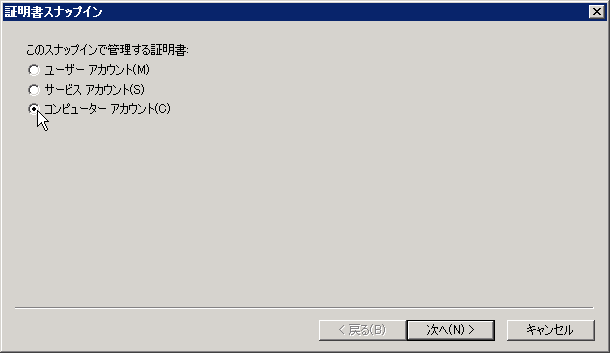 証明書スナップイン
このスナップインで管理する証明書:
ユーザー アカウント(M)
サービス アカウント(S)
コンピューター アカウント(C)
< 戻る(B) 次へ(N) > キャンセル